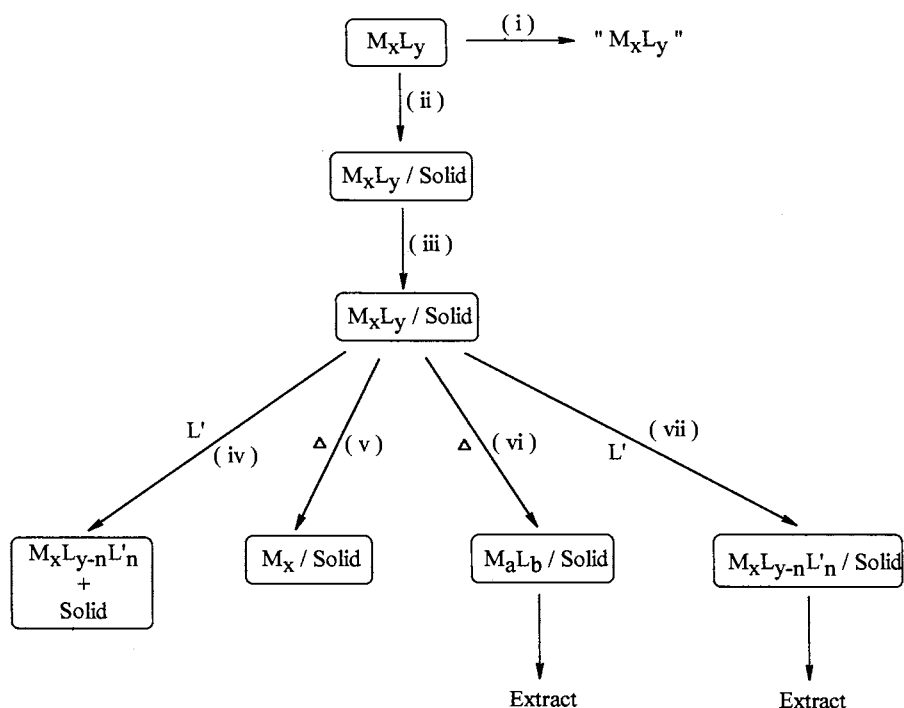 MxLy
( i )
" MxLy "
( ii )
MxLy / Solid
( iii )
MxLy / Solid
L'
( iv )
Δ
( v )
Δ
( vi )
L'
( vii )
MxLy-nL'n
+
Solid
Mx / Solid
MaLb / Solid
MxLy-nL'n / Solid
Extract
Extract